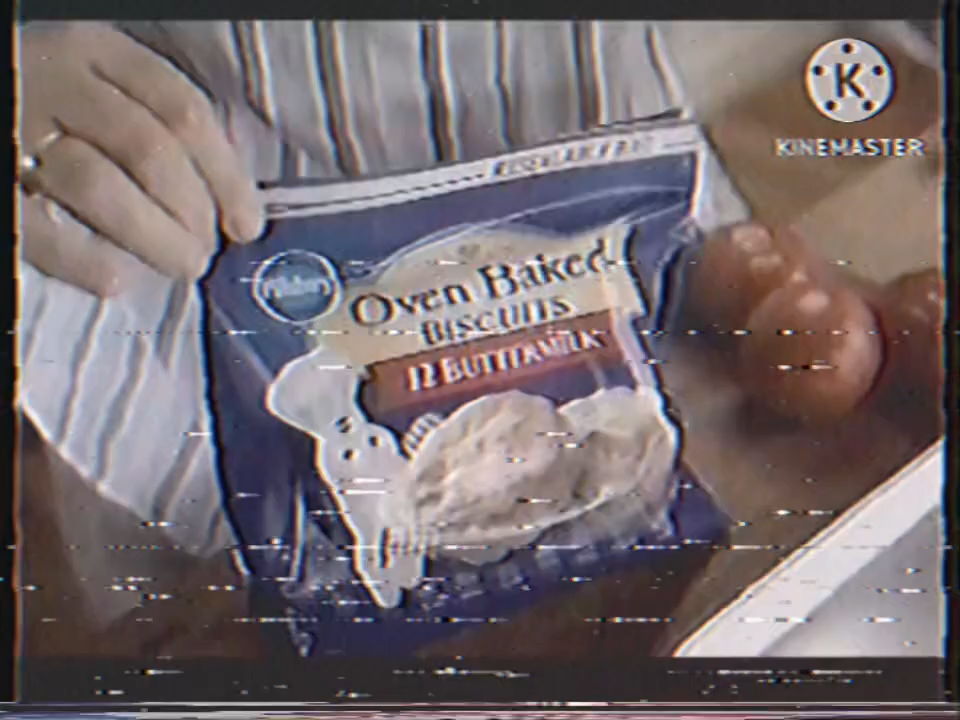 K
KINEMASTER
Pillsbury
Oven Baked
BISCUITS
12 BUTTERMILK